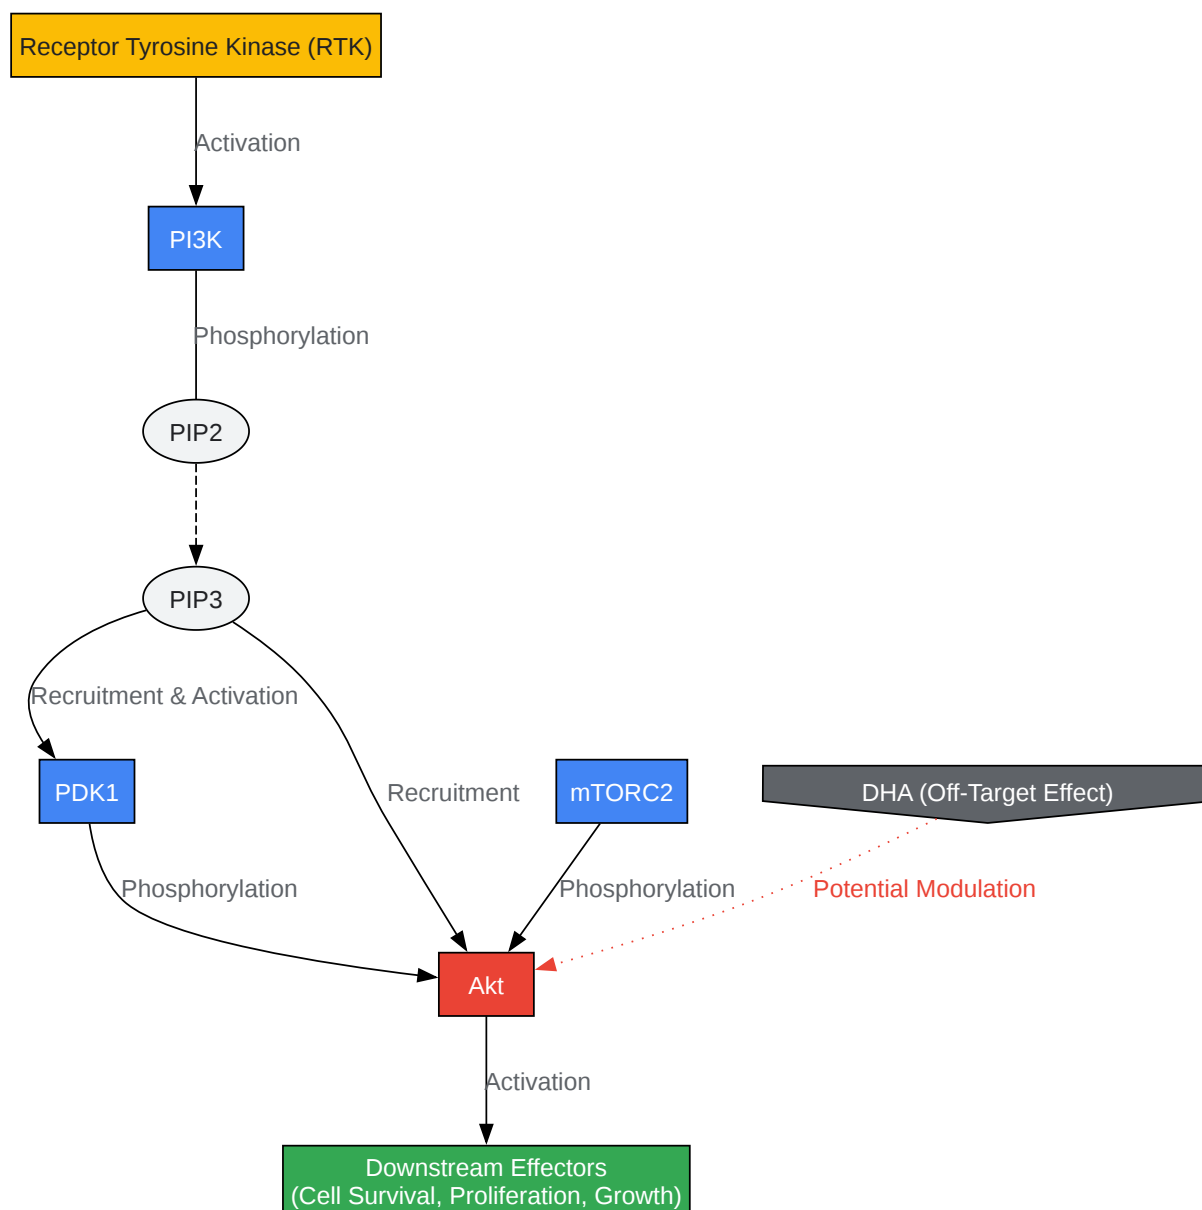 Receptor Tyrosine Kinase (RTK)
Activation
PI3K
Phosphorylation
PIP2
PIP3
Recruitment & Activation
PDK1
Recruitment
mTORC2
DHA (Off-Target Effect)
Phosphorylation
Phosphorylation
Potential Modulation
Akt
Activation
Downstream Effectors
(Cell Survival, Proliferation, Growth)